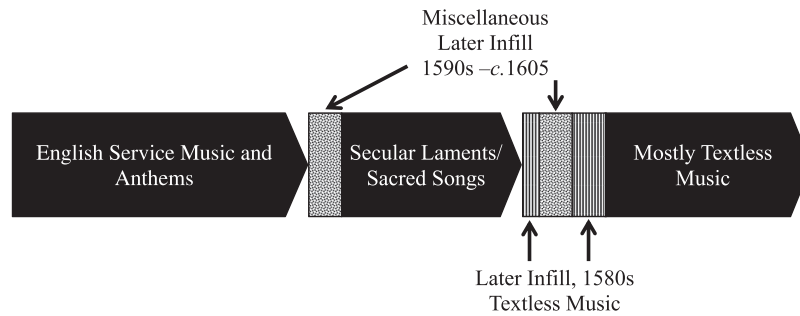 Miscellaneous
Later Infill
1590s –c.1605
English Service Music and
Anthems
Secular Laments/
Sacred Songs
Mostly Textless
Music
Later Infill, 1580s
Textless Music